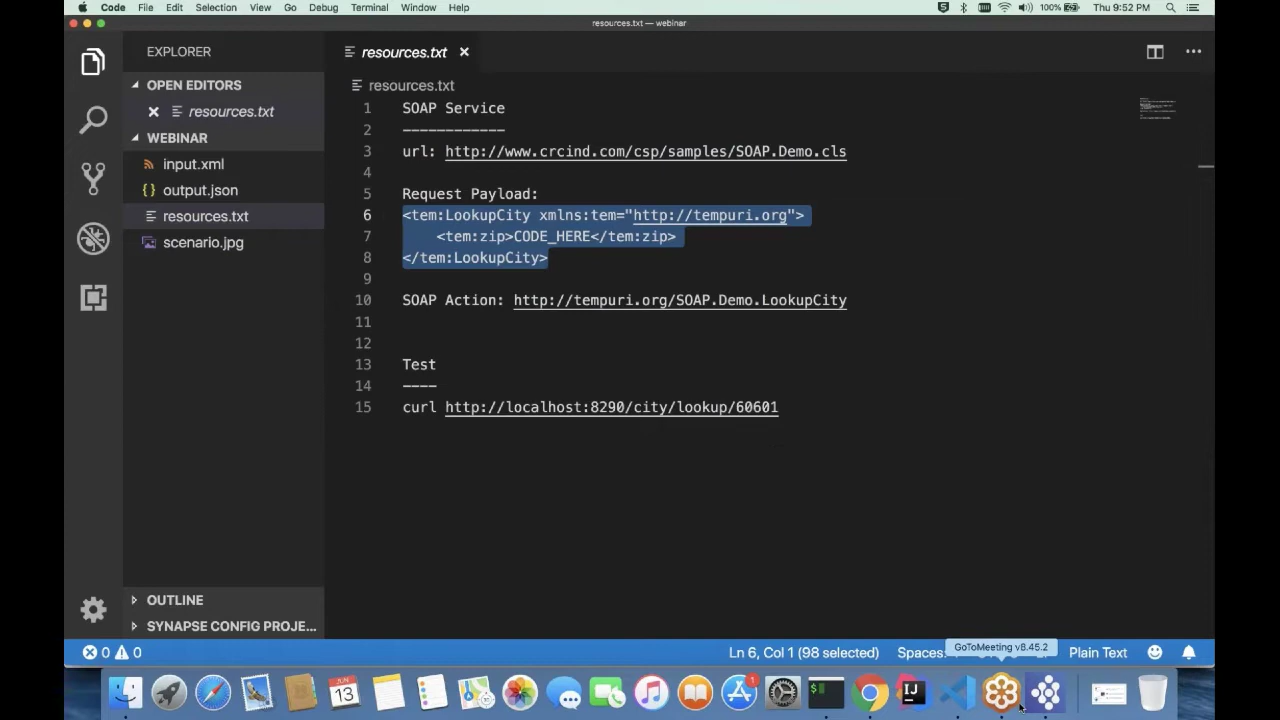 Code File Edit Selection View Go Debug Terminal Window Help
100% Thu 9:52 PM
resources.txt — webinar
EXPLORER
OPEN EDITORS
resources.txt
WEBINAR
input.xml
output.json
resources.txt
scenario.jpg
OUTLINE
SYNAPSE CONFIG PROJE...
resources.txt
resources.txt
1 SOAP Service
2 ------------
3 url: http://www.crcind.com/csp/samples/SOAP.Demo.cls
4
5 Request Payload:
6 <tem:LookupCity xmlns:tem="http://tempuri.org">
7 <tem:zip>CODE_HERE</tem:zip>
8 </tem:LookupCity>
9
10 SOAP Action: http://tempuri.org/SOAP.Demo.LookupCity
11
12
13 Test
14 ----
15 curl http://localhost:8290/city/lookup/60601
0 0
Ln 6, Col 1 (98 selected) Spaces: Plain Text
GoToMeeting v8.45.2
JUN
13
1
$
IJ